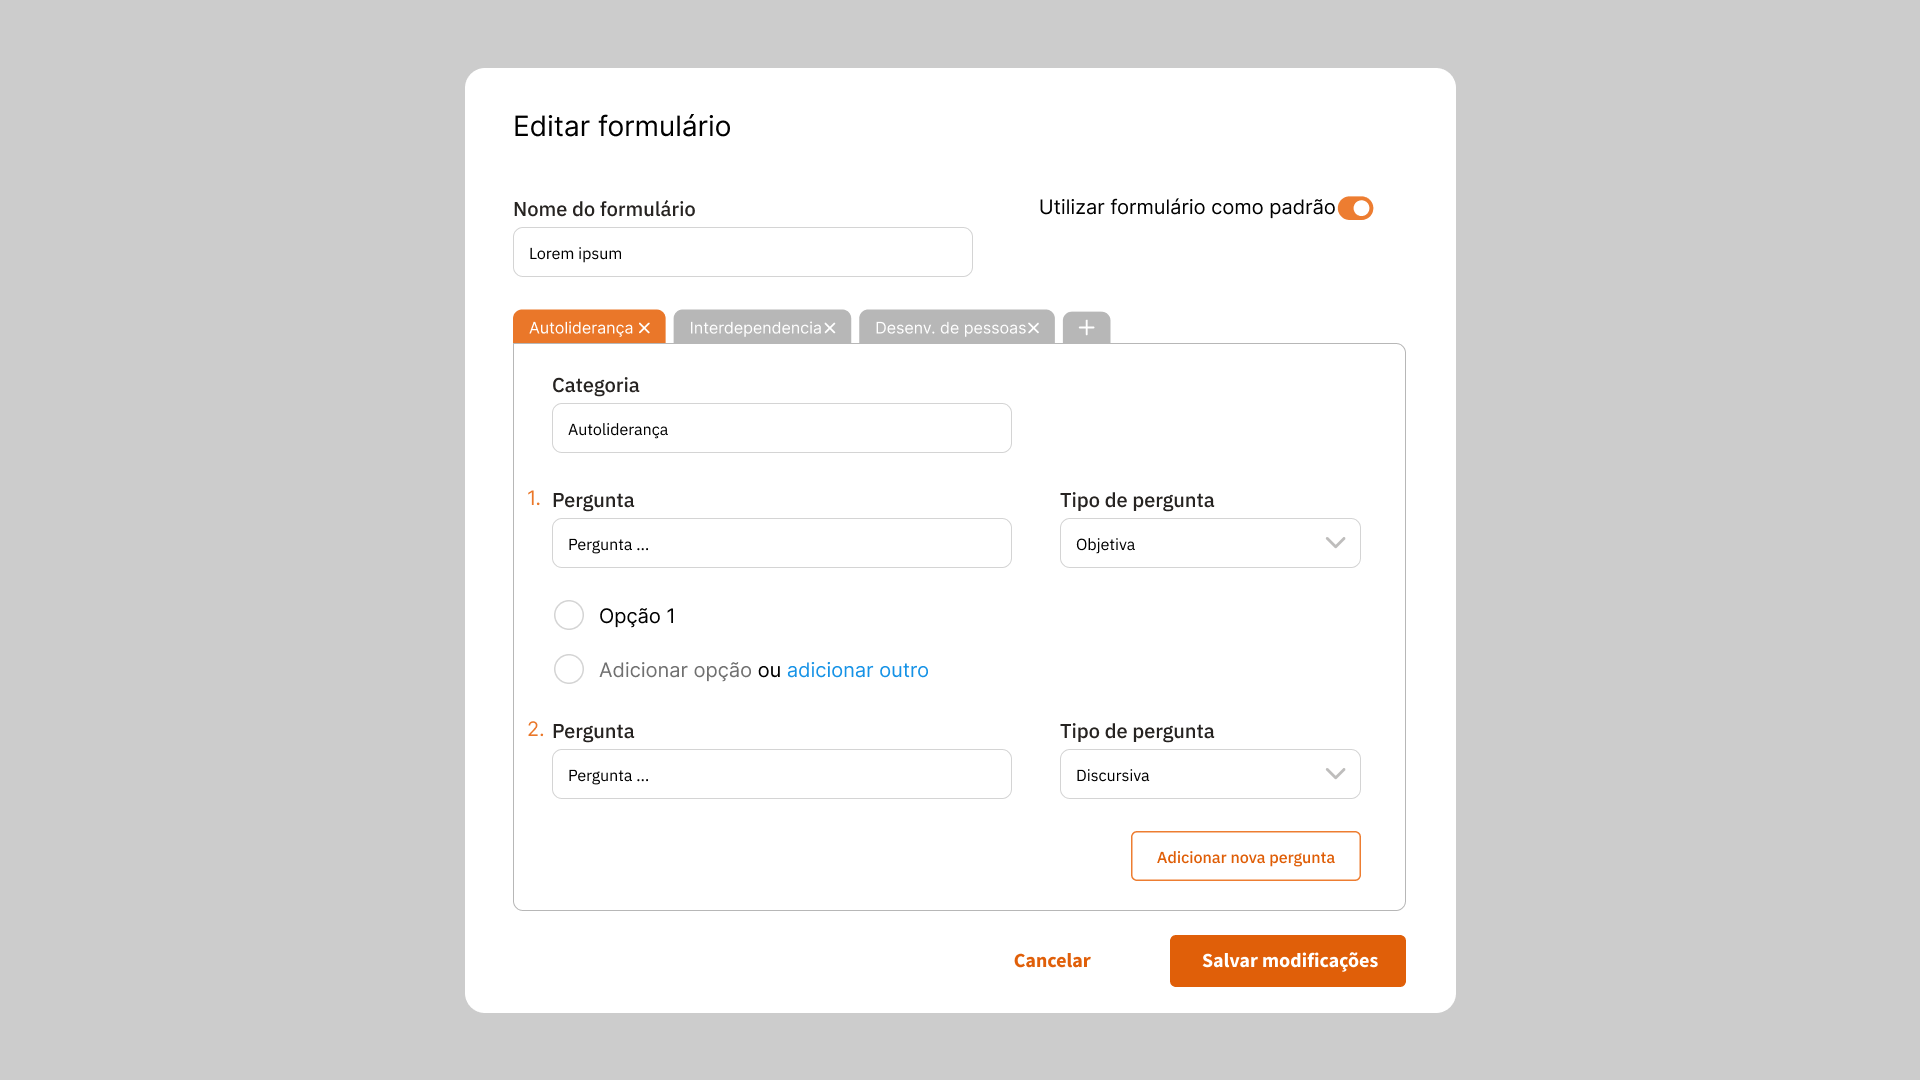 Editar formulário
Nome do formulário
Utilizar formulário como padrão
Lorem ipsum
Autoliderança
Interdependencia
Desenv. de pessoas
Categoria
Autoliderança
1. Pergunta
Tipo de pergunta
Pergunta ...
Objetiva
Opção 1
Adicionar opção ou adicionar outro
2. Pergunta
Tipo de pergunta
Pergunta ...
Discursiva
Adicionar nova pergunta
Cancelar
Salvar modificações